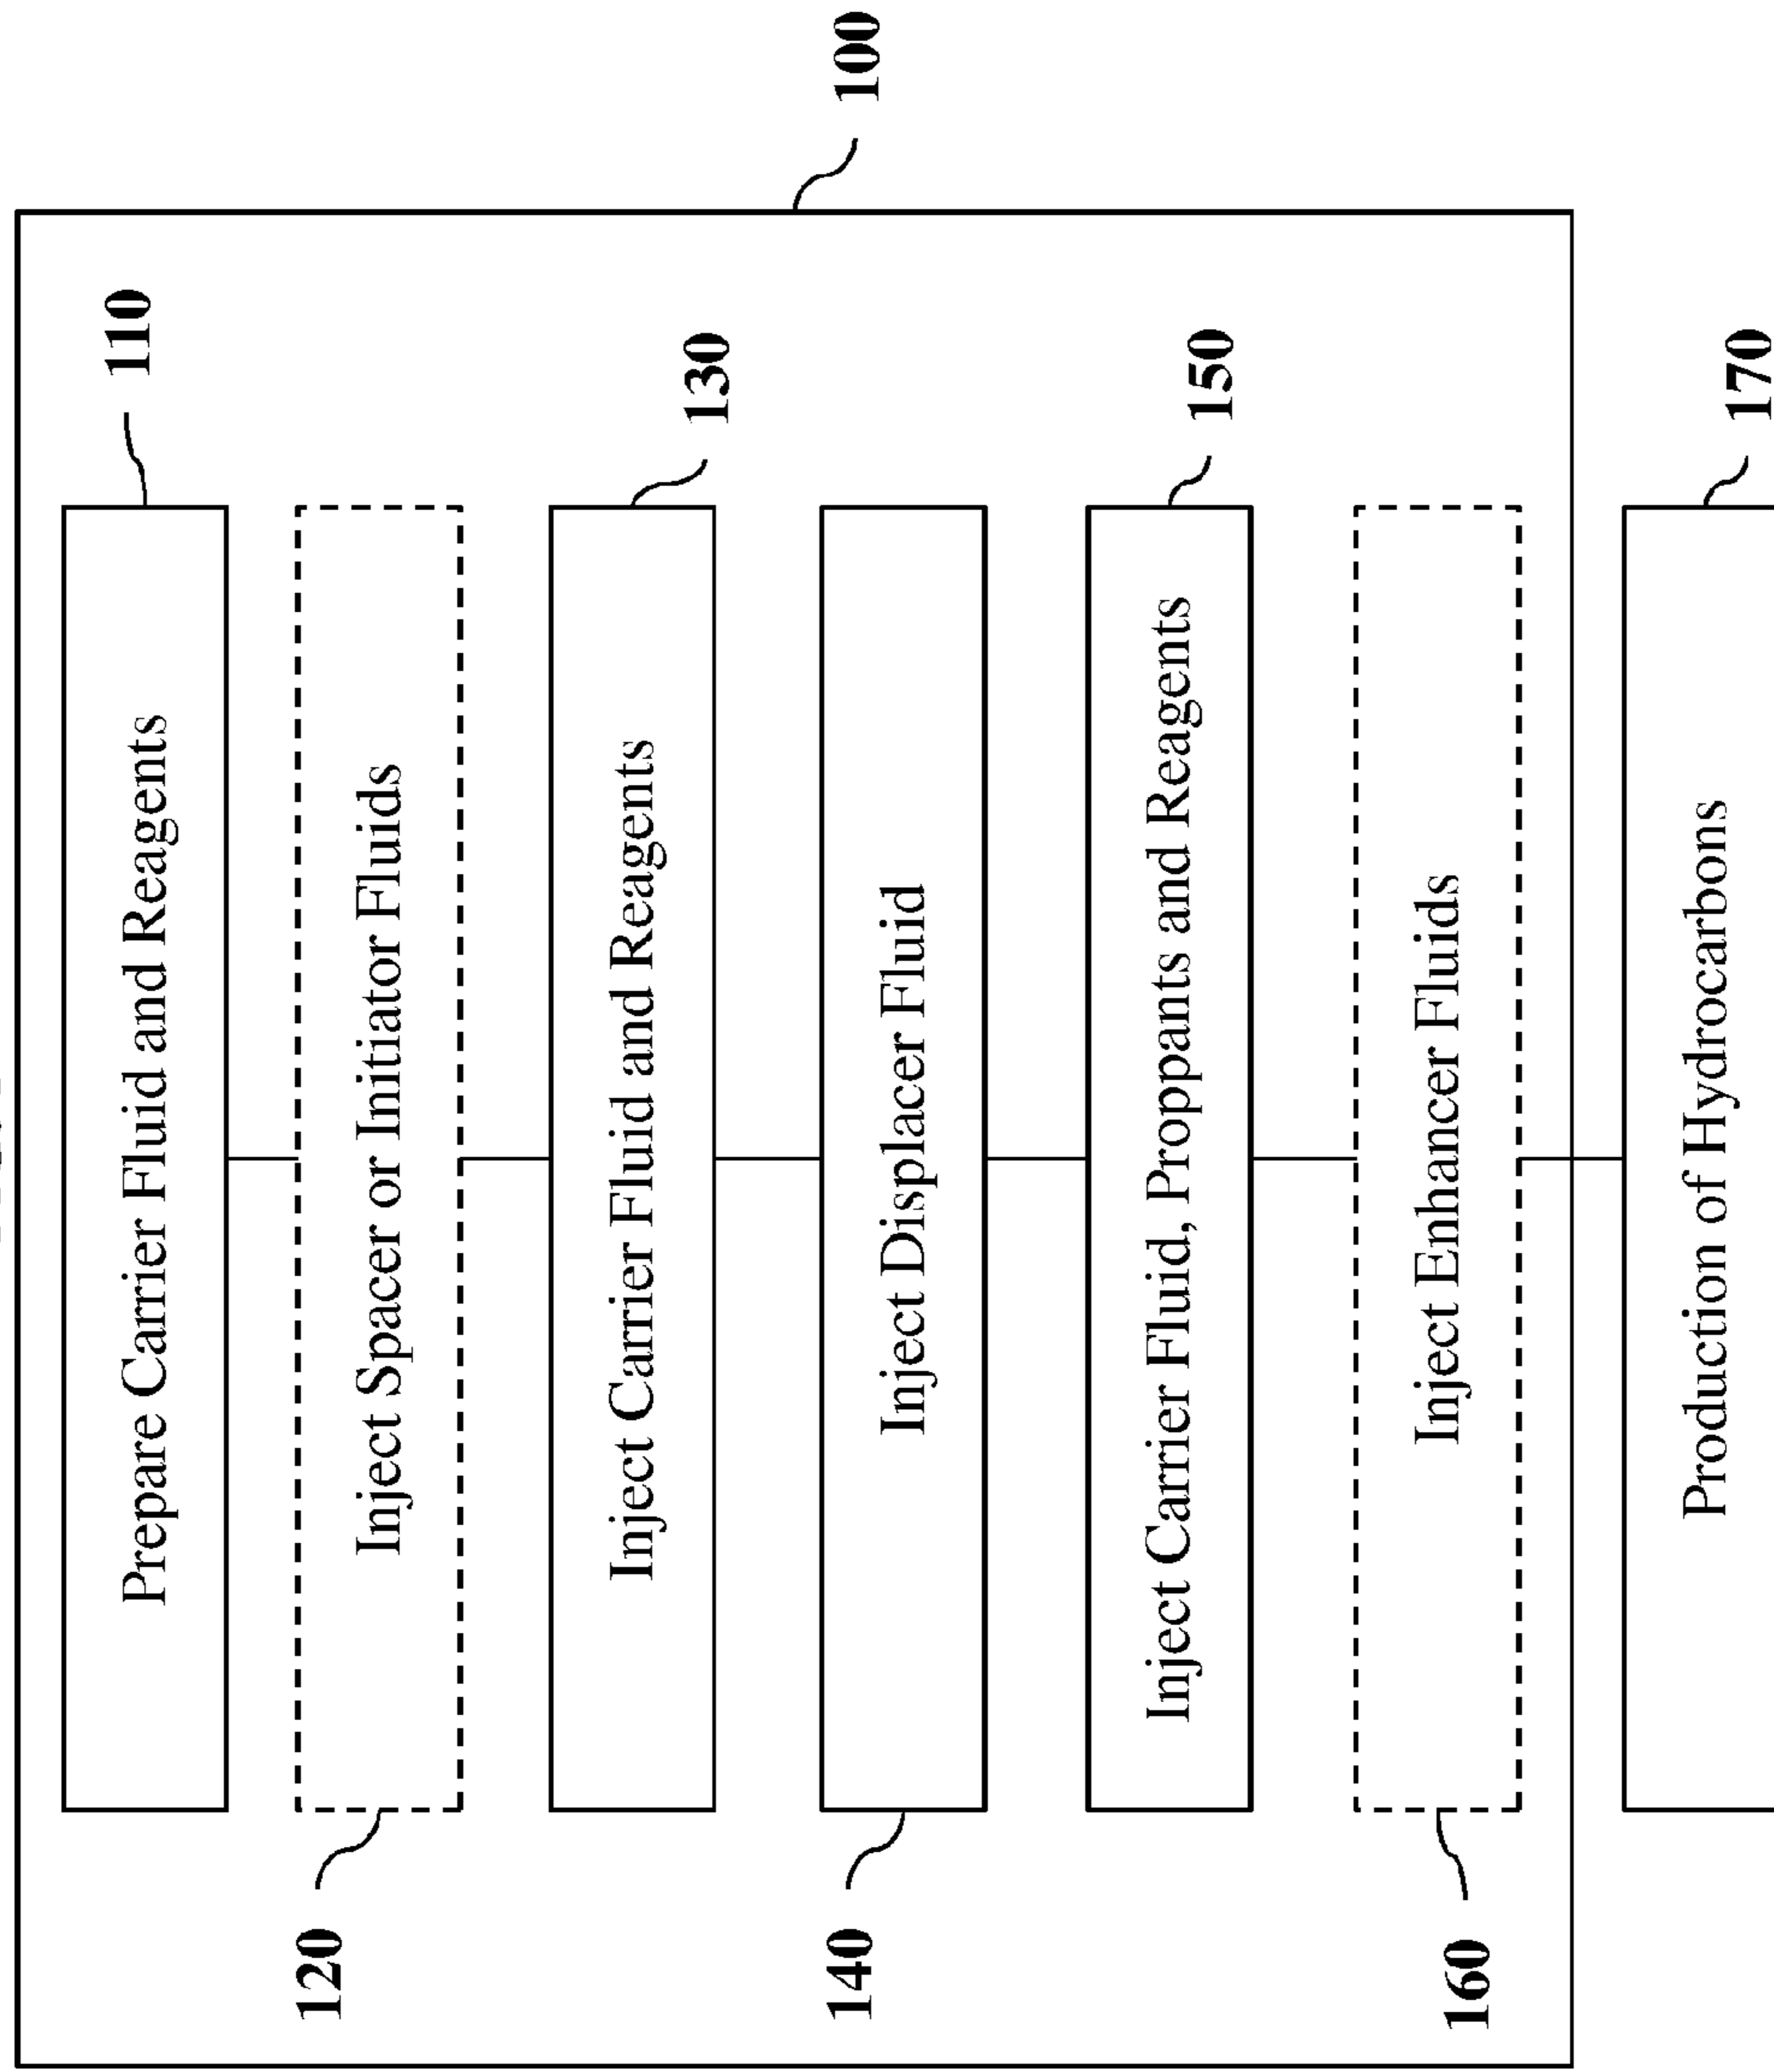 Prepare Carrier Fluid and Reagents
110
120
Inject Spacer or Initiator Fluids
Inject Carrier Fluid and Reagents
130
140
Inject Displacer Fluid
100
Inject Carrier Fluid, Proppants and Reagents
150
160
Inject Enhancer Fluids
Production of Hydrocarbons
170